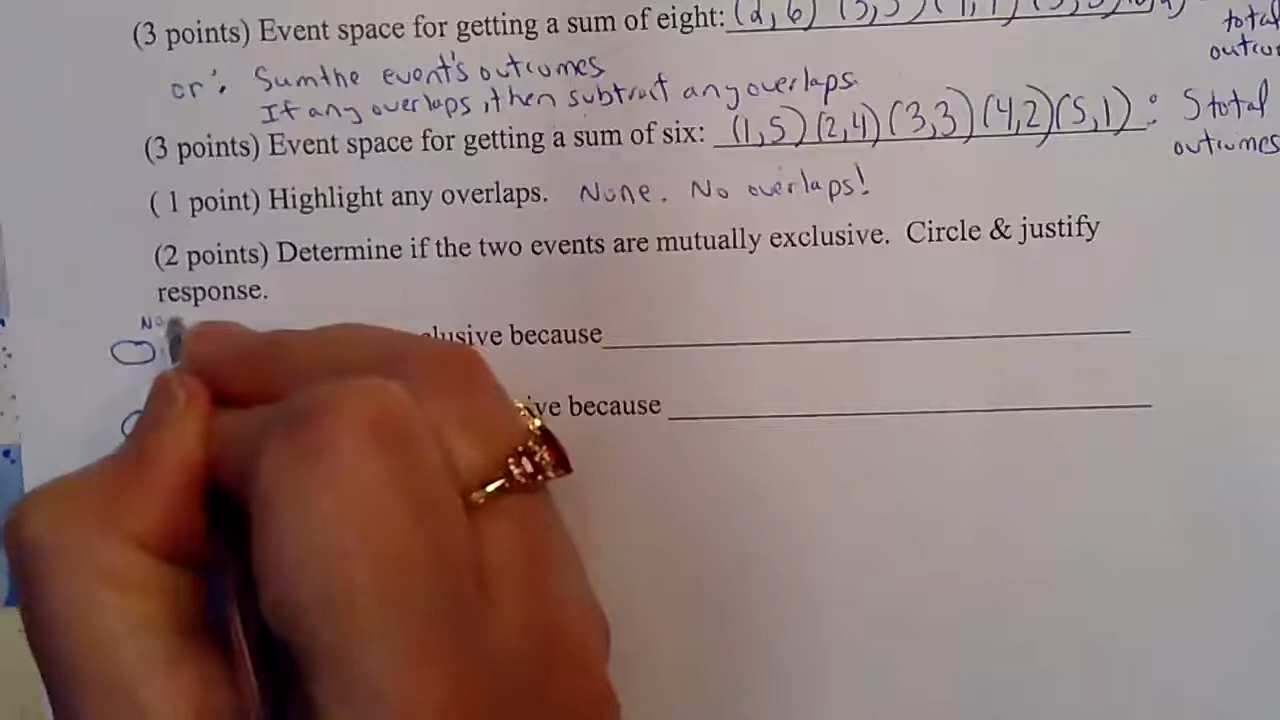 (3 points) Event space for getting a sum of eight: (2,6) (3,5)
total
or: Sum the event's outcomes
If any overlaps, then subtract any overlaps.
(3 points) Event space for getting a sum of six: (1,5) (2,4) (3,3) (4,2) (5,1) : 5 total
outcomes
( 1 point) Highlight any overlaps. None. No overlaps!
(2 points) Determine if the two events are mutually exclusive. Circle & justify
response.
No
clusive because
ive because